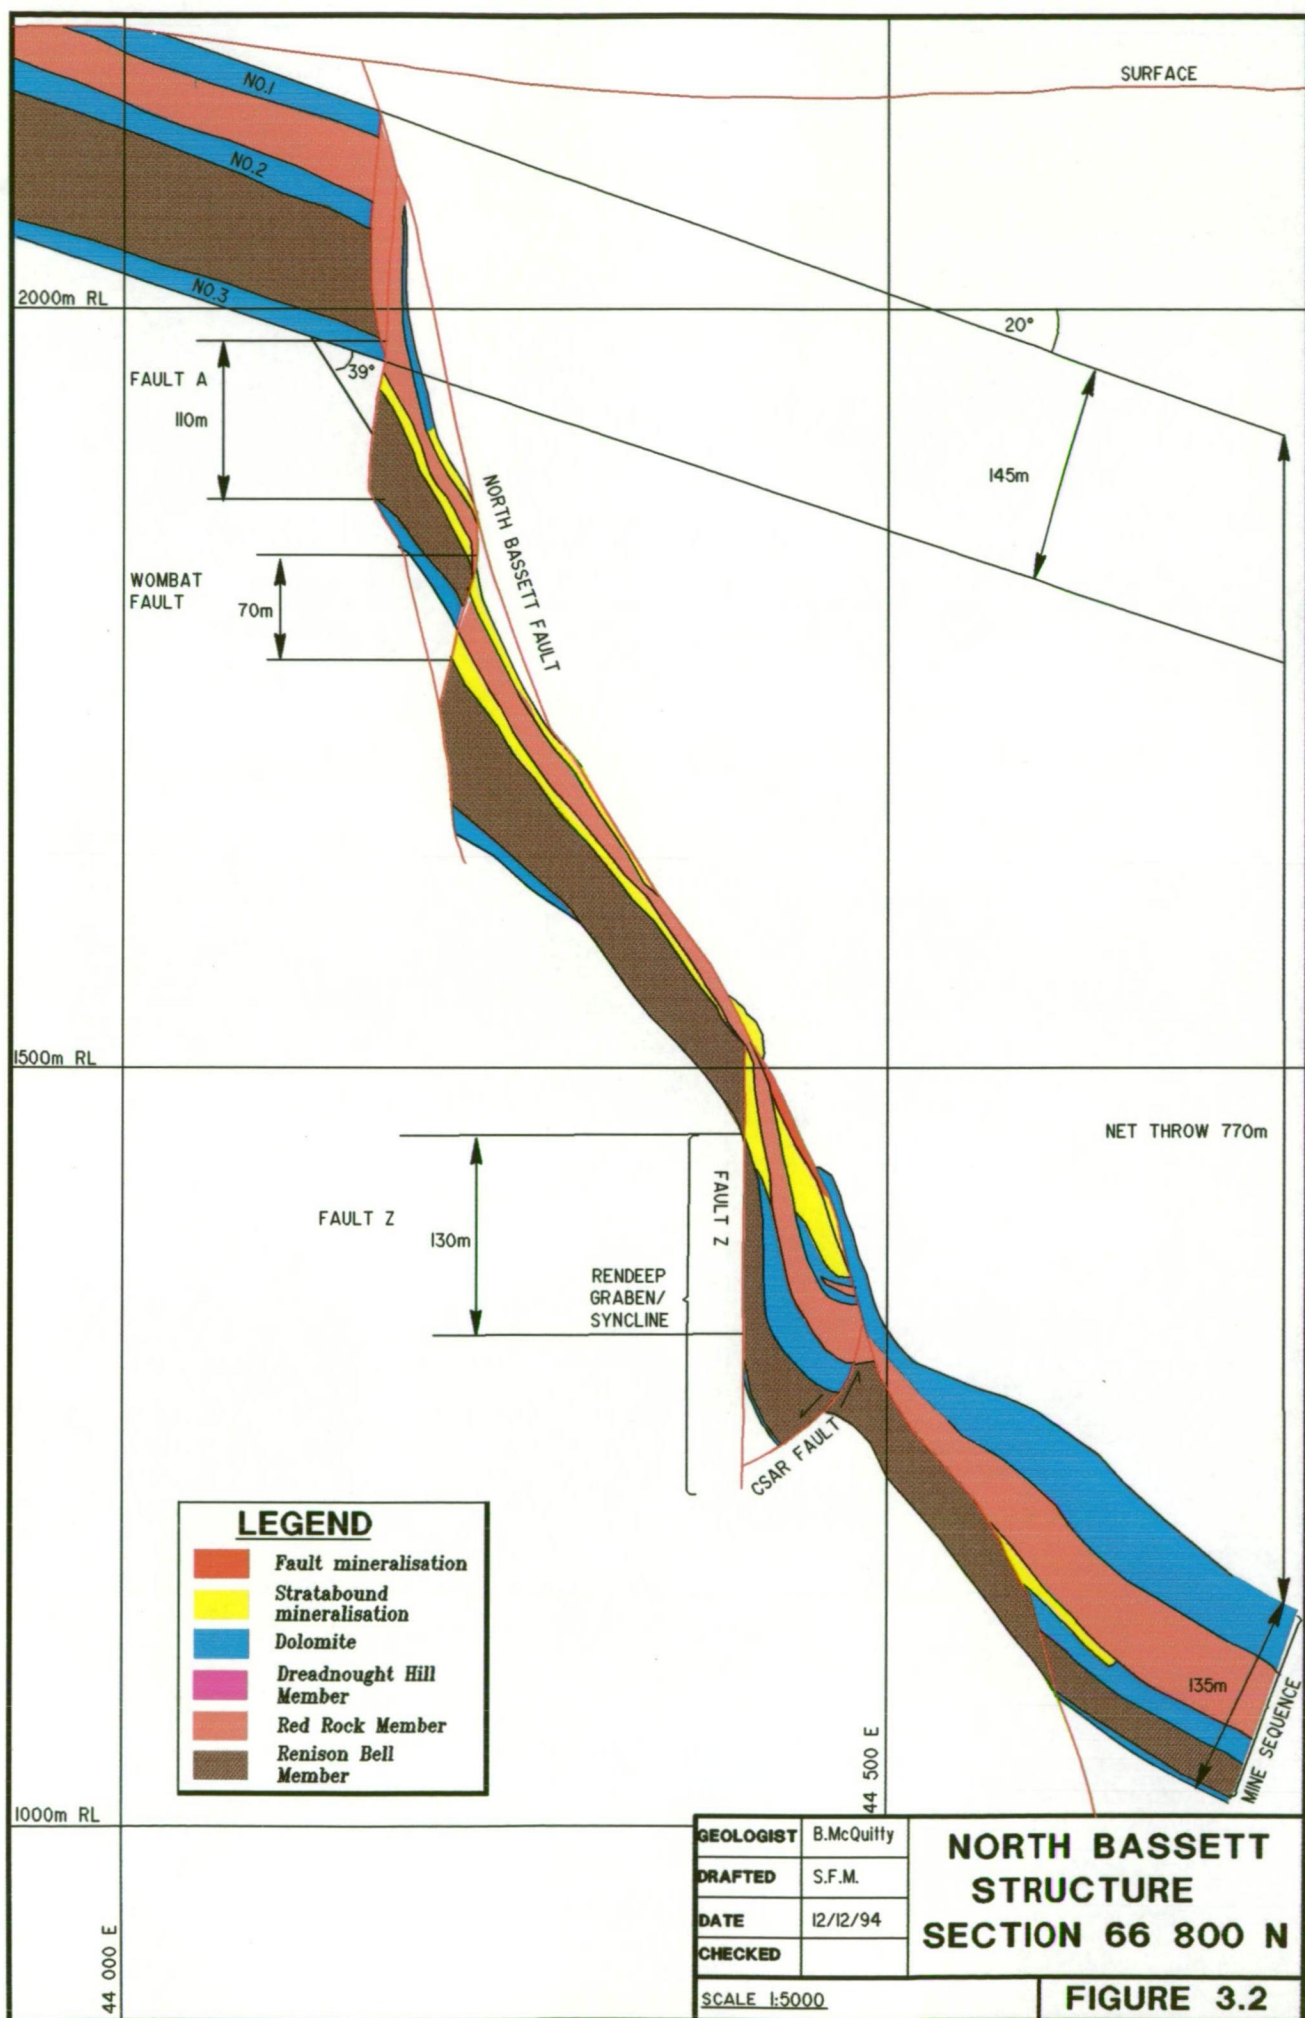 SURFACE
NO.1
NO.2
NO.3
2000m RL
20°
39°
FAULT A
110m
145m
NORTH BASSETT FAULT
WOMBAT
FAULT
70m
1500m RL
NET THROW 770m
FAULT Z
FAULT Z
130m
RENDEEP
GRABEN/
SYNCLINE
CSAR FAULT
LEGEND
Fault mineralisation
Stratabound
mineralisation
Dolomite
Dreadnought Hill
Member
Red Rock Member
Renison Bell
Member
135m
MINE SEQUENCE
44 500 E
1000m RL
44 000 E
GEOLOGIST B.McQuitty
DRAFTED S.F.M.
DATE 12/12/94
CHECKED
NORTH BASSETT
STRUCTURE
SECTION 66 800 N
SCALE 1:5000
FIGURE 3.2